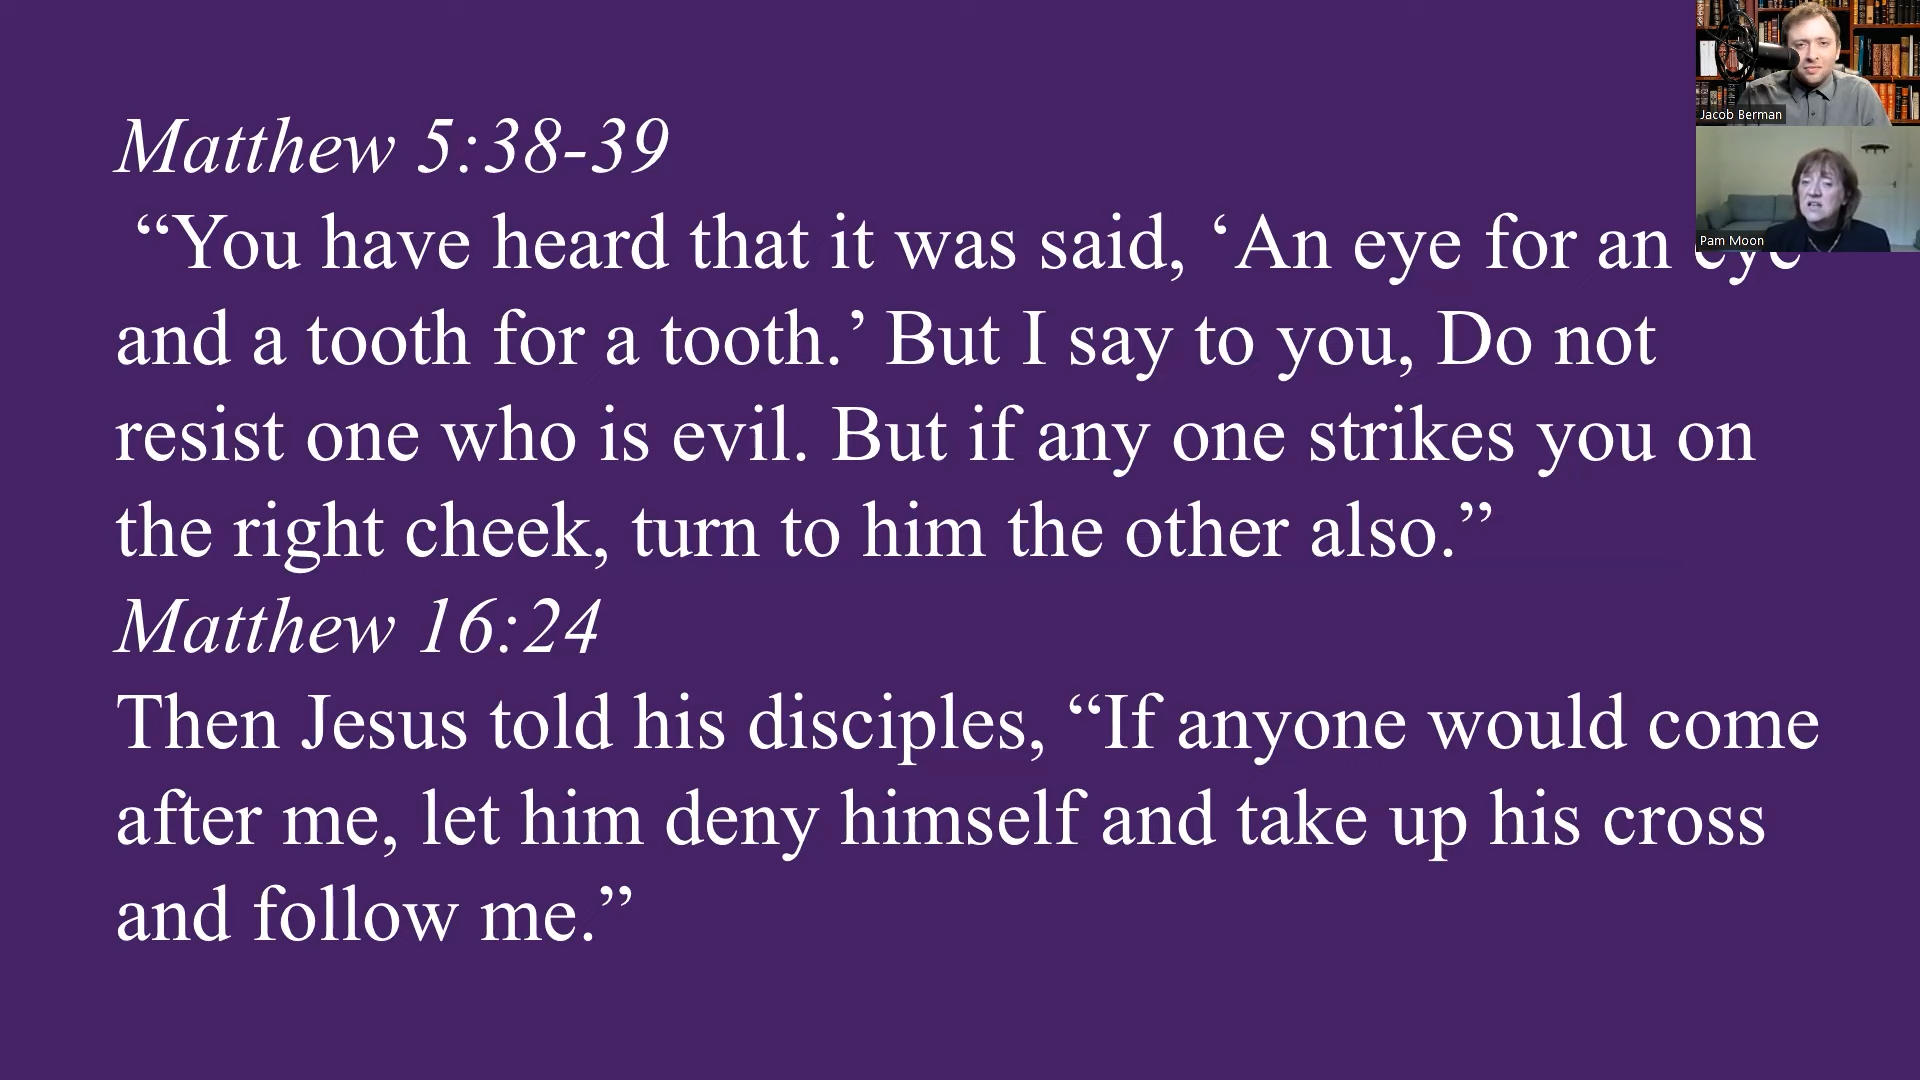 Matthew 5:38-39
“You have heard that it was said, ‘An eye for an eye
and a tooth for a tooth.’ But I say to you, Do not
resist one who is evil. But if any one strikes you on
the right cheek, turn to him the other also.”
Matthew 16:24
Then Jesus told his disciples, “If anyone would come
after me, let him deny himself and take up his cross
and follow me.”
Jacob Berman
Pam Moon